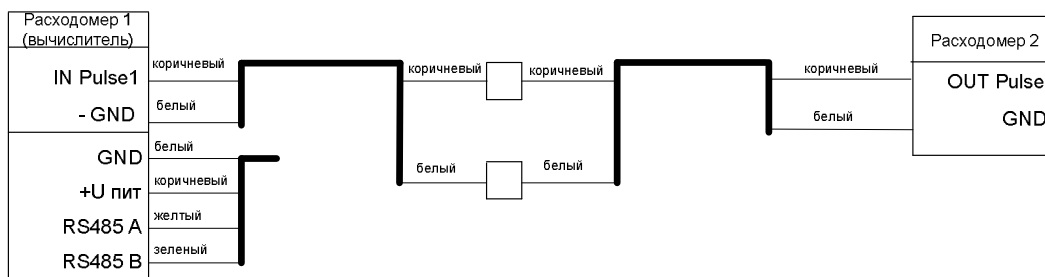 Расходомер 1
(вычислитель)
IN Pulse1
коричневый
- GND
белый
GND
белый
+U пит
коричневый
RS485 A
желтый
RS485 B
зеленый
коричневый
коричневый
белый
белый
коричневый
белый
Расходомер 2
OUT Pulse
GND